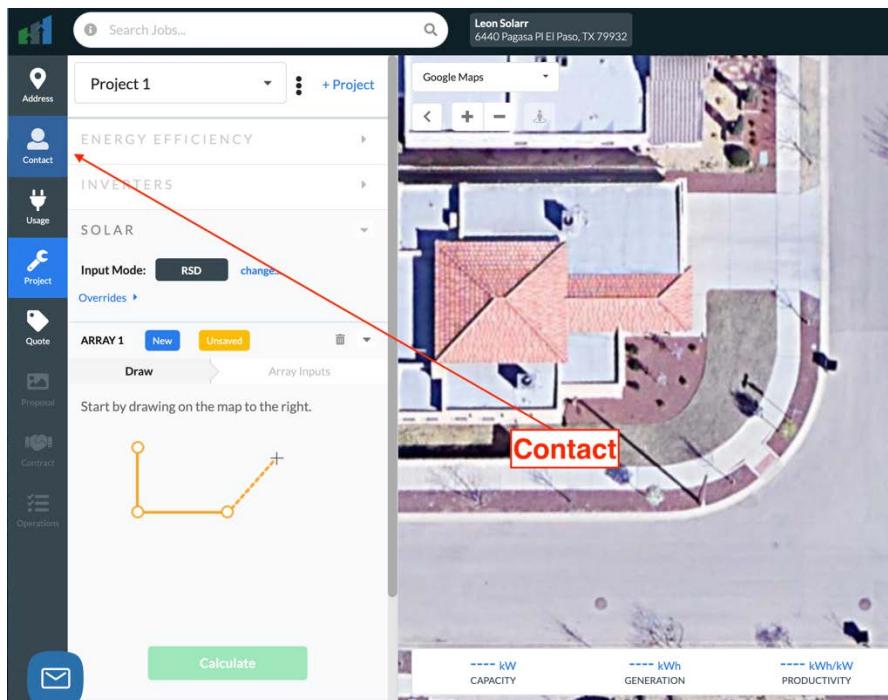 Search Jobs...
Leon Solarr
6440 Pagasa Pl El Paso, TX 79932
Address
Contact
Usage
Project
Quote
Proposal
Contract
Operations
Project 1
+ Project
ENERGY EFFICIENCY
INVERTERS
SOLAR
Input Mode:
RSD
change...
Overrides
ARRAY 1
New
Unsaved
Draw
Array Inputs
Start by drawing on the map to the right.
Calculate
Google Maps
Contact
---- kW
CAPACITY
---- kWh
GENERATION
---- kWh/kW
PRODUCTIVITY